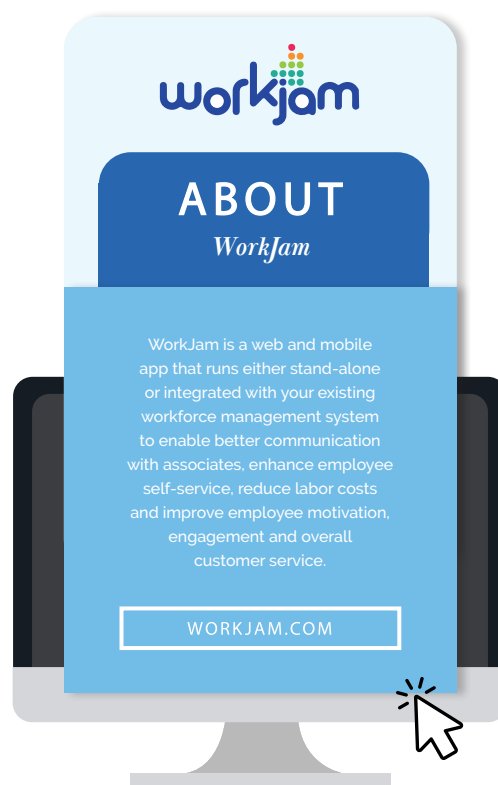 workjam
ABOUT
WorkJam
WorkJam is a web and mobile
app that runs either stand-alone
or integrated with your existing
workforce management system
to enable better communication
with associates, enhance employee
self-service, reduce labor costs
and improve employee motivation,
engagement and overall
customer service.
WORKJAM.COM